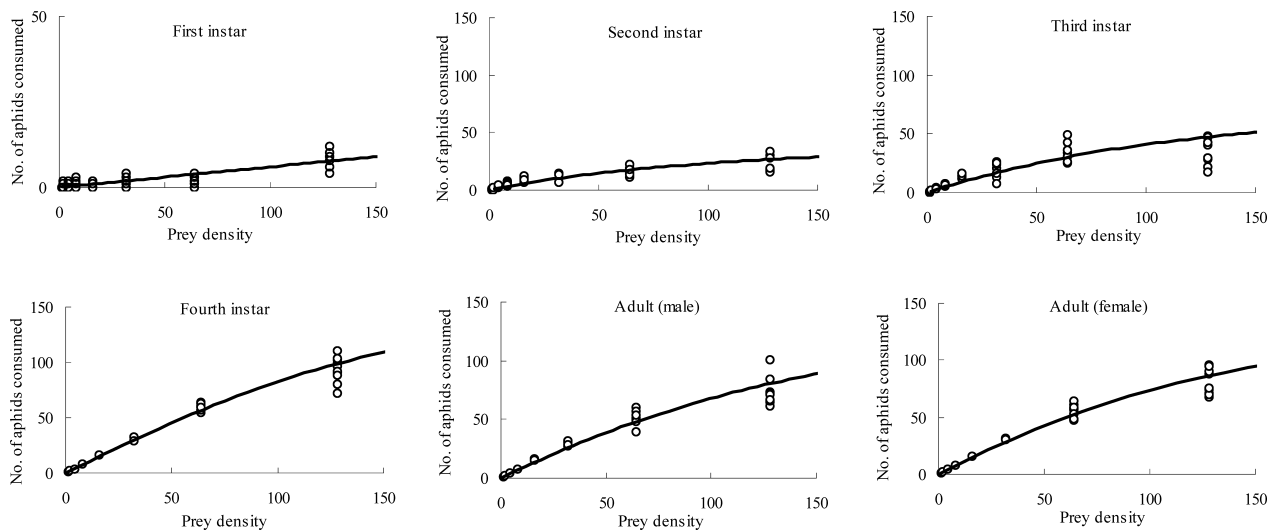 First instar
No. of aphids consumed
50
0
0 50 100 150
Prey density
Second instar
No. of aphids consumed
150
100
50
0
0 50 100 150
Prey density
Third instar
No. of aphids consumed
150
100
50
0
0 50 100 150
Prey density
Fourth instar
No. of aphids consumed
150
100
50
0
0 50 100 150
Prey density
Adult (male)
No. of aphids consumed
150
100
50
0
0 50 100 150
Prey density
Adult (female)
No. of aphids consumed
150
100
50
0
0 50 100 150
Prey density